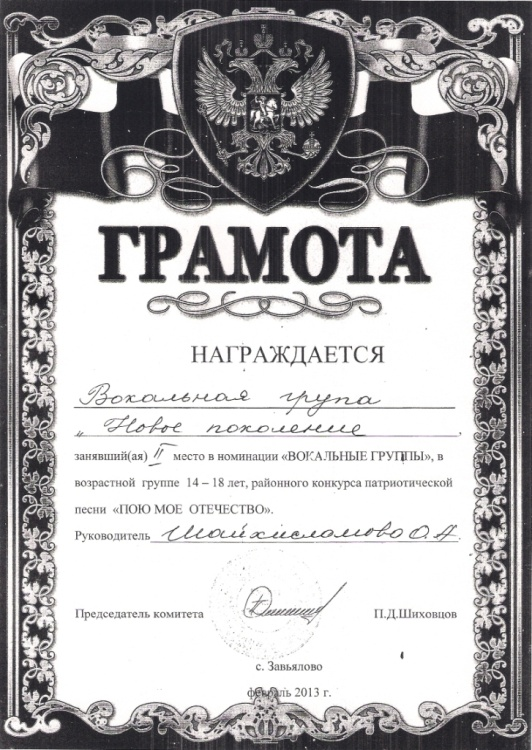 ГРАМОТА
НАГРАЖДАЕТСЯ
Вокальная група
„ Новое поколение
занявший(ая) II место в номинации «ВОКАЛЬНЫЕ ГРУППЫ», в
возрастной группе 14 – 18 лет, районного конкурса патриотической
песни «ПОЮ МОЕ ОТЕЧЕСТВО».
Руководитель Шайхисламова О.А.
Председатель комитета П.Д.Шиховцов
с. Завьялово
февраль 2013 г.